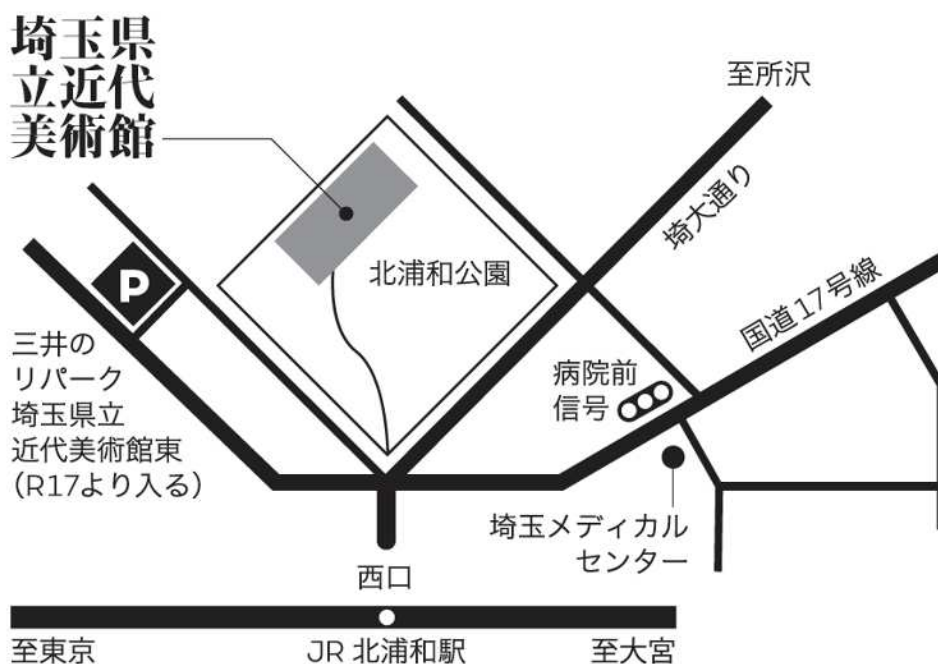 埼玉県
立近代
美術館
至所沢
埼大通り
北浦和公園
国道17号線
P
三井の
リパーク
埼玉県立
近代美術館東
（R17より入る）
病院前
信号
埼玉メディカル
センター
西口
至東京
JR 北浦和駅
至大宮